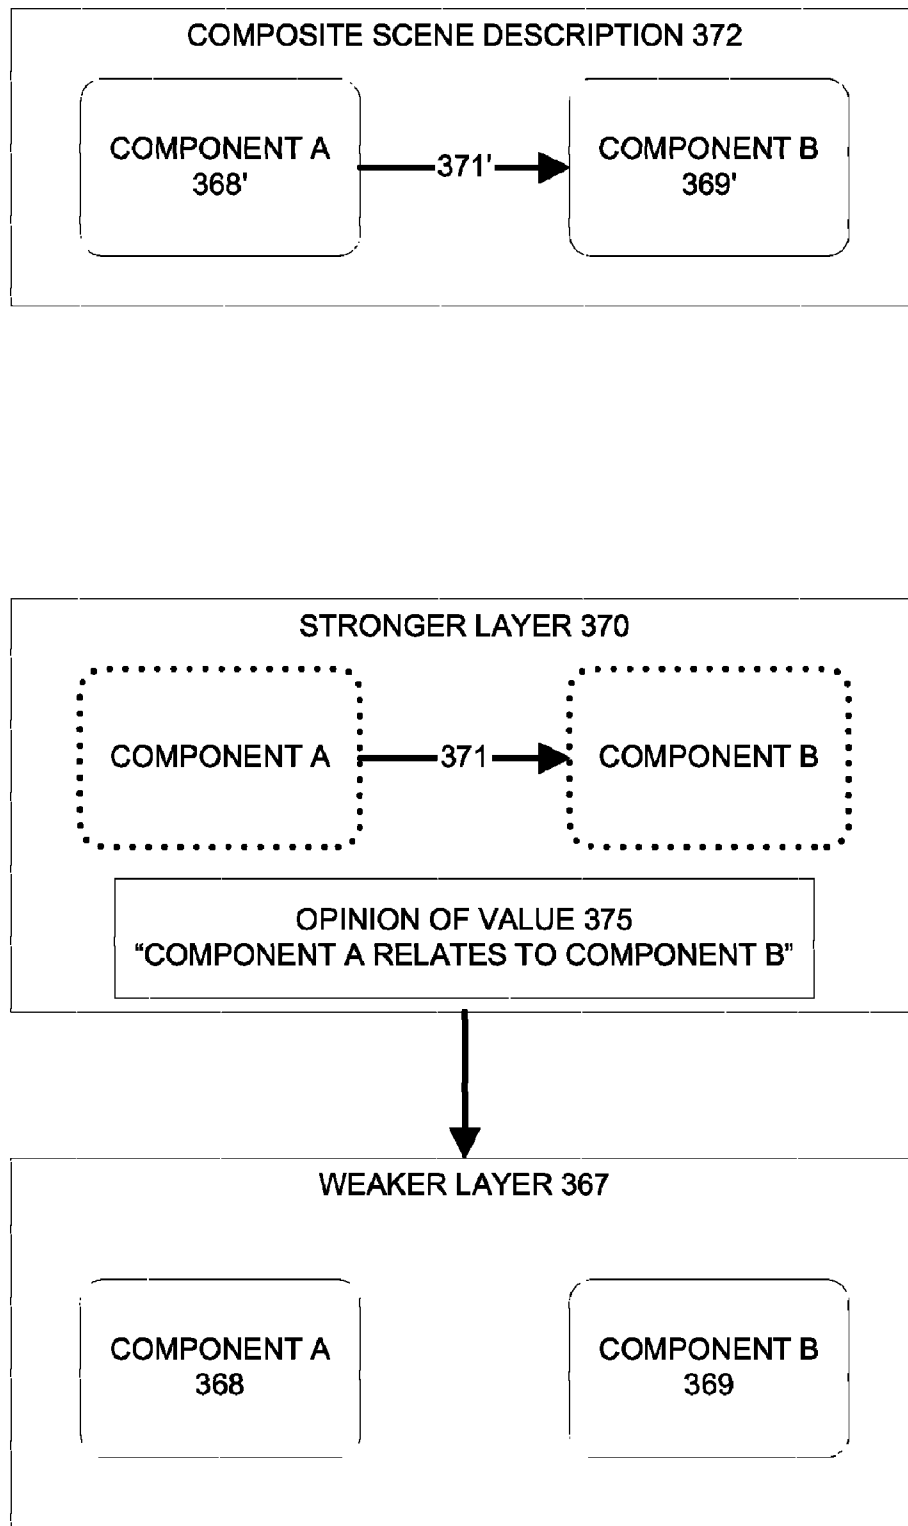 COMPOSITE SCENE DESCRIPTION 372
COMPONENT A
368'
371'
COMPONENT B
369'
STRONGER LAYER 370
COMPONENT A
371
COMPONENT B
OPINION OF VALUE 375
“COMPONENT A RELATES TO COMPONENT B”
WEAKER LAYER 367
COMPONENT A
368
COMPONENT B
369